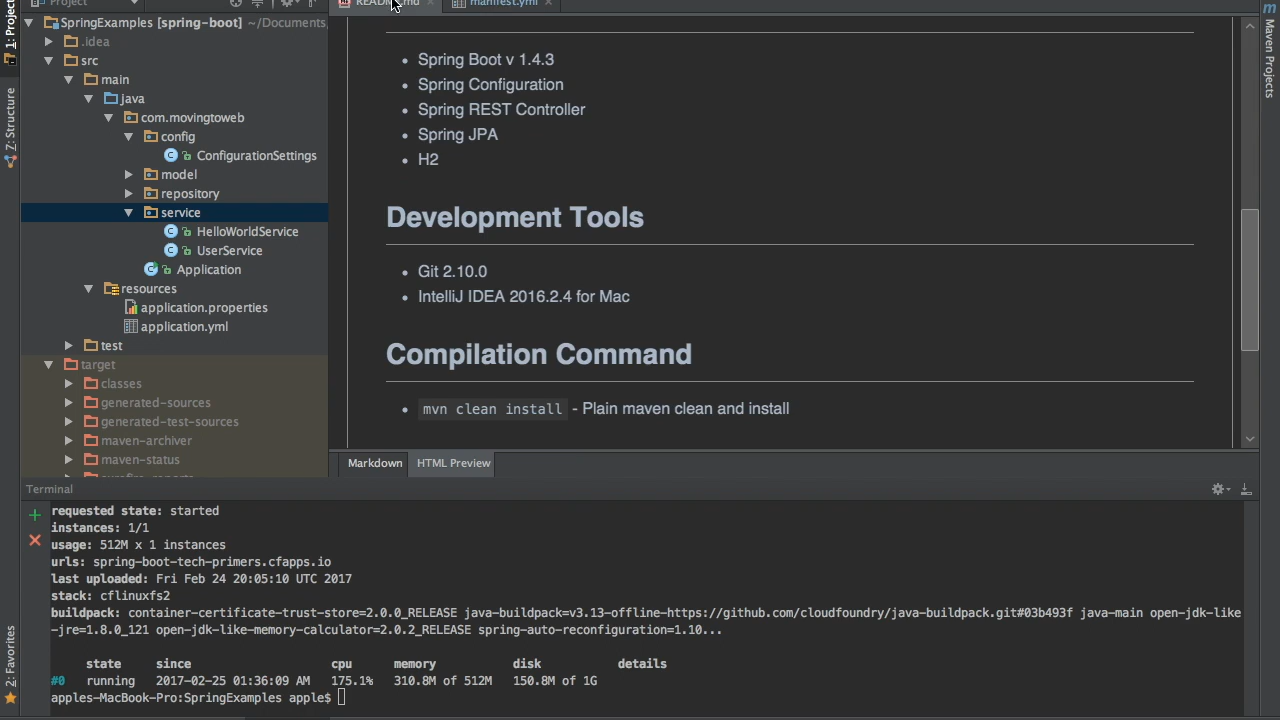 Project
README.md
manifest.yml
1: Project
SpringExamples [spring-boot] ~/Documents
.idea
src
main
java
com.movingtoweb
config
ConfigurationSettings
model
repository
service
HelloWorldService
UserService
Application
resources
application.properties
application.yml
test
target
classes
generated-sources
generated-test-sources
maven-archiver
maven-status
Z: Structure
2: Favorites
Maven Projects
Spring Boot v 1.4.3
Spring Configuration
Spring REST Controller
Spring JPA
H2
Development Tools
Git 2.10.0
IntelliJ IDEA 2016.2.4 for Mac
Compilation Command
mvn clean install - Plain maven clean and install
Markdown
HTML Preview
Terminal
requested state: started
instances: 1/1
usage: 512M x 1 instances
urls: spring-boot-tech-primers.cfapps.io
last uploaded: Fri Feb 24 20:05:10 UTC 2017
stack: cflinuxfs2
buildpack: container-certificate-trust-store=2.0.0_RELEASE java-buildpack=v3.13-offline-https://github.com/cloudfoundry/java-buildpack.git#03b493f java-main open-jdk-like
-jre=1.8.0_121 open-jdk-like-memory-calculator=2.0.2_RELEASE spring-auto-reconfiguration=1.10...
state since cpu memory disk details
#0 running 2017-02-25 01:36:09 AM 175.1% 310.8M of 512M 150.8M of 1G
apples-MacBook-Pro:SpringExamples apple$